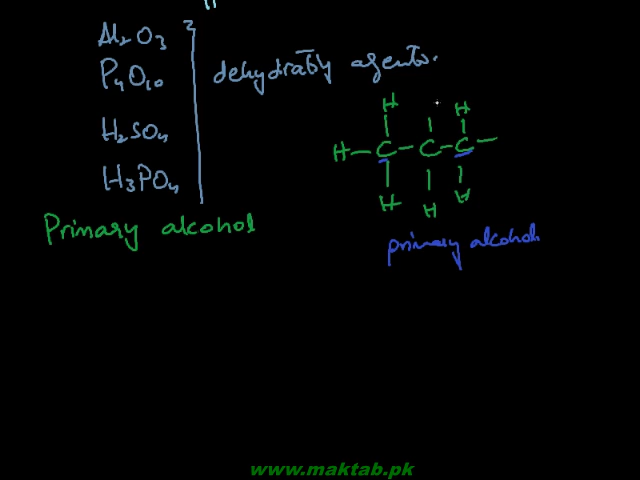 Al₂O₃
P₄O₁₀
H₂SO₄
H₃PO₄
dehydrating agents.
H H
H—C—C—C—
H H H
Primary alcohol
primary alcohol
www.maktab.pk